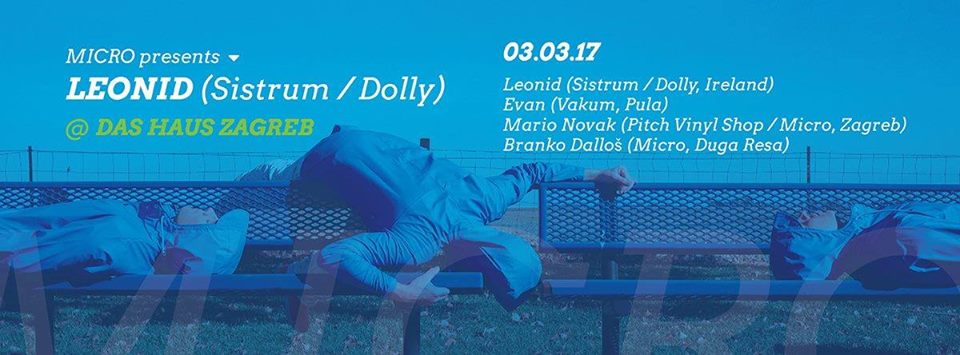 MICRO presents
LEONID (Sistrum / Dolly)
@ DAS HAUS ZAGREB
03.03.17
Leonid (Sistrum / Dolly, Ireland)
Evan (Vakum, Pula)
Mario Novak (Pitch Vinyl Shop / Micro, Zagreb)
Branko Dalloš (Micro, Duga Resa)
MICRO